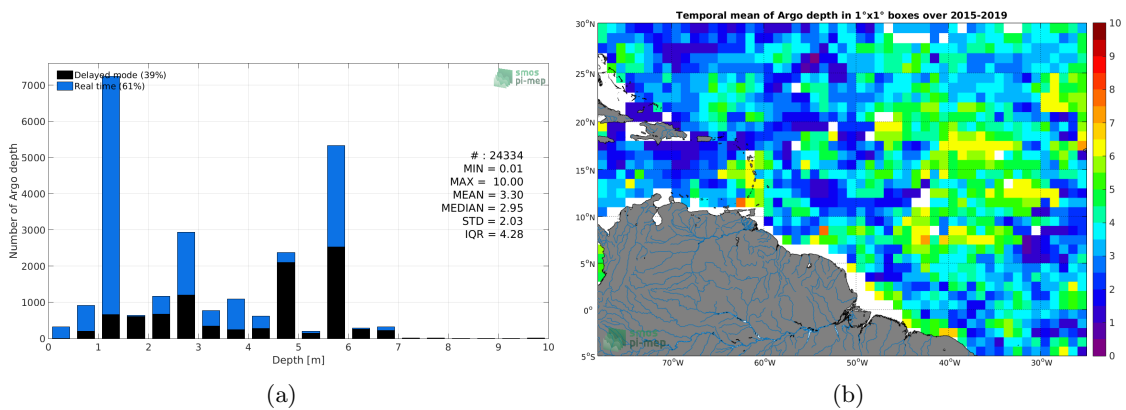 Delayed mode (39%)
Real time (61%)
smos
pi-mep
# : 24334
MIN = 0.01
MAX = 10.00
MEAN = 3.30
MEDIAN = 2.95
STD = 2.03
IQR = 4.28
Number of Argo depth
7000
6000
5000
4000
3000
2000
1000
0
0 1 2 3 4 5 6 7 8 9 10
Depth [m]
(a)
Temporal mean of Argo depth in 1°x1° boxes over 2015-2019
30°N
25°N
20°N
15°N
10°N
5°N
0°
5°S
70°W 60°W 50°W 40°W 30°W
smos
pi-mep
10
9
8
7
6
5
4
3
2
1
0
(b)